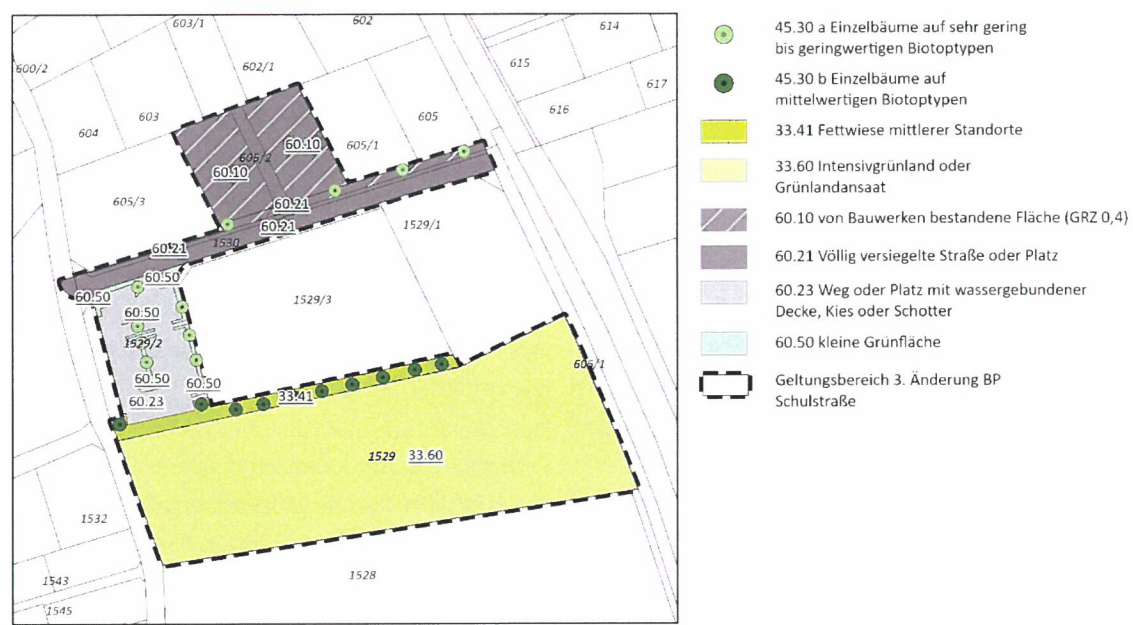 603/1
602
614
600/2
602/1
615
617
616
604
603
605
60.10
605/2
605/1
60.10
605/3
60.21
60.21
1529/1
1530
60.21
60.50
60.50
60.50
1529/3
1529/2
60.50
60.50
60.23
33.41
606/1
1529
33.60
1532
1528
1543
1545
45.30 a Einzelbäume auf sehr gering
bis geringwertigen Biotoptypen
45.30 b Einzelbäume auf
mittelwertigen Biotoptypen
33.41 Fettwiese mittlerer Standorte
33.60 Intensivgrünland oder
Grünlandansaat
60.10 von Bauwerken bestandene Fläche (GRZ 0,4)
60.21 Völlig versiegelte Straße oder Platz
60.23 Weg oder Platz mit wassergebundener
Decke, Kies oder Schotter
60.50 kleine Grünfläche
Geltungsbereich 3. Änderung BP
Schulstraße